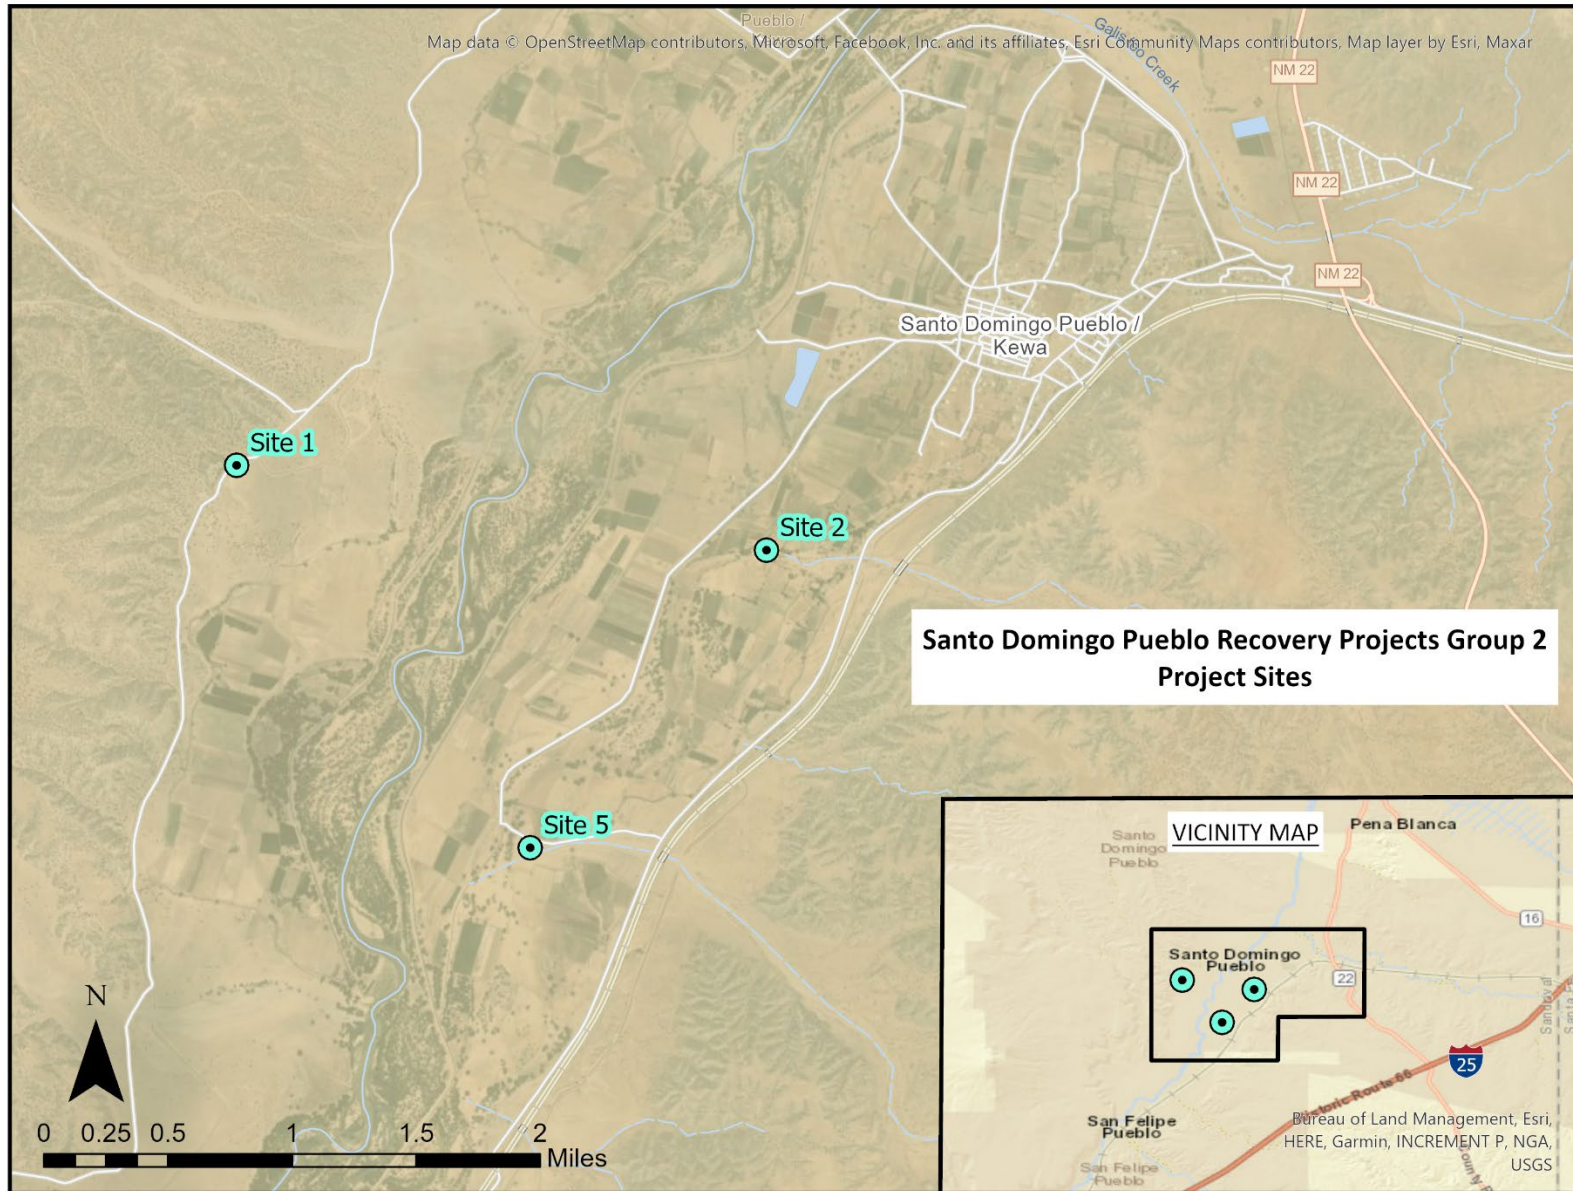 Pueblo /
Map data © OpenStreetMap contributors, Microsoft, Facebook, Inc. and its affiliates, Esri Community Maps contributors, Map layer by Esri, Maxar
Galisteo Creek
NM 22
NM 22
NM 22
Santo Domingo Pueblo /
Kewa
Site 1
Site 2
Santo Domingo Pueblo Recovery Projects Group 2
Project Sites
Site 5
VICINITY MAP
Pena Blanca
Santo
Domingo
Pueblo
16
Santo Domingo
Pueblo
22
Sandoval
25
Historic Route 66
San Felipe
Pueblo
San Felipe
Pueblo
Bureau of Land Management, Esri,
HERE, Garmin, INCREMENT P, NGA,
USGS
N
0 0.25 0.5 1 1.5 2
Miles